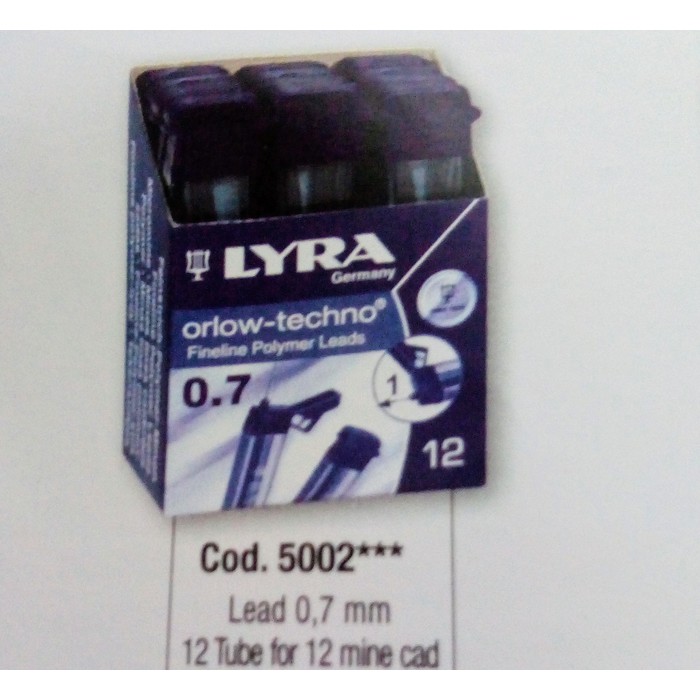 LYRA
Germany
orlow-techno®
Fineline Polymer Leads
0.7
1
12
Cod. 5002***
Lead 0,7 mm
12 Tube for 12 mine cad